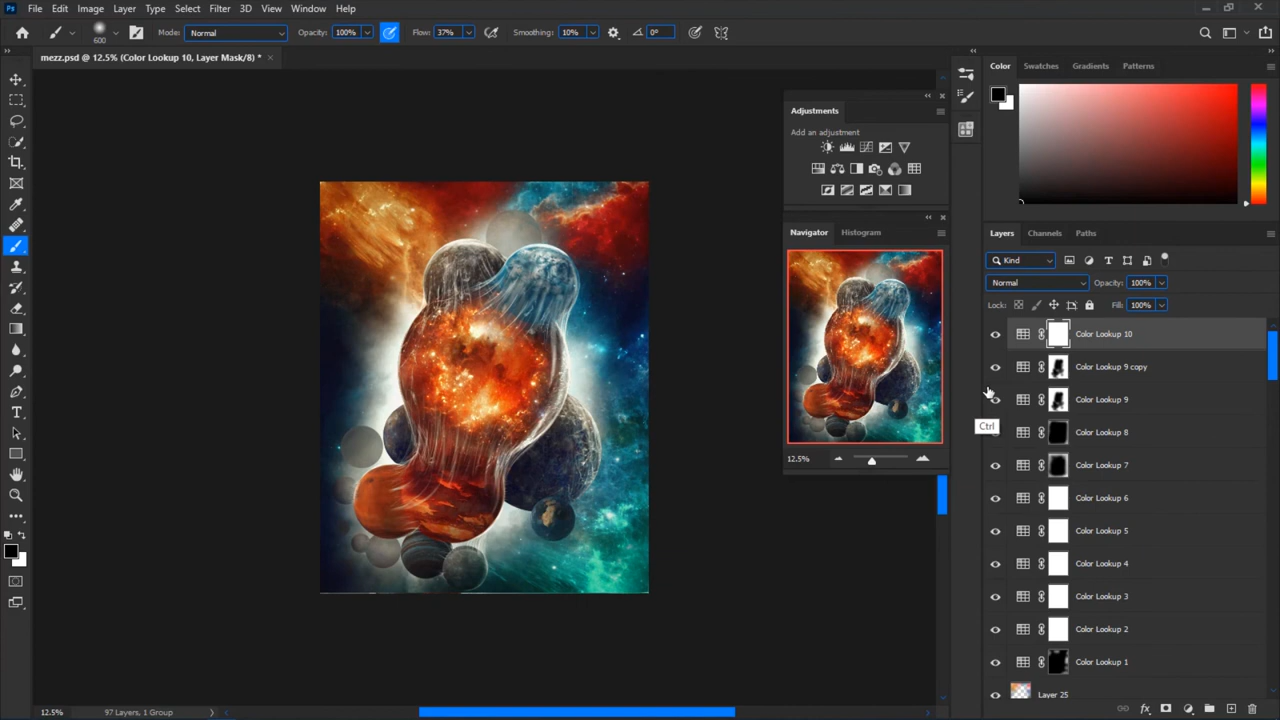 Ps File Edit Image Layer Type Select Filter 3D View Window Help
600 Mode: Normal Opacity: 100% Flow: 37% Smoothing: 10% 0°
mezz.psd @ 12.5% (Color Lookup 10, Layer Mask/8) *
Color Swatches Gradients Patterns
Adjustments
Add an adjustment
Navigator Histogram
12.5%
Layers Channels Paths
Kind
Normal Opacity: 100%
Lock: Fill: 100%
Color Lookup 10
Color Lookup 9 copy
Color Lookup 9
Ctrl
Color Lookup 8
Color Lookup 7
Color Lookup 6
Color Lookup 5
Color Lookup 4
Color Lookup 3
Color Lookup 2
Color Lookup 1
Layer 25
12.5% 97 Layers, 1 Group